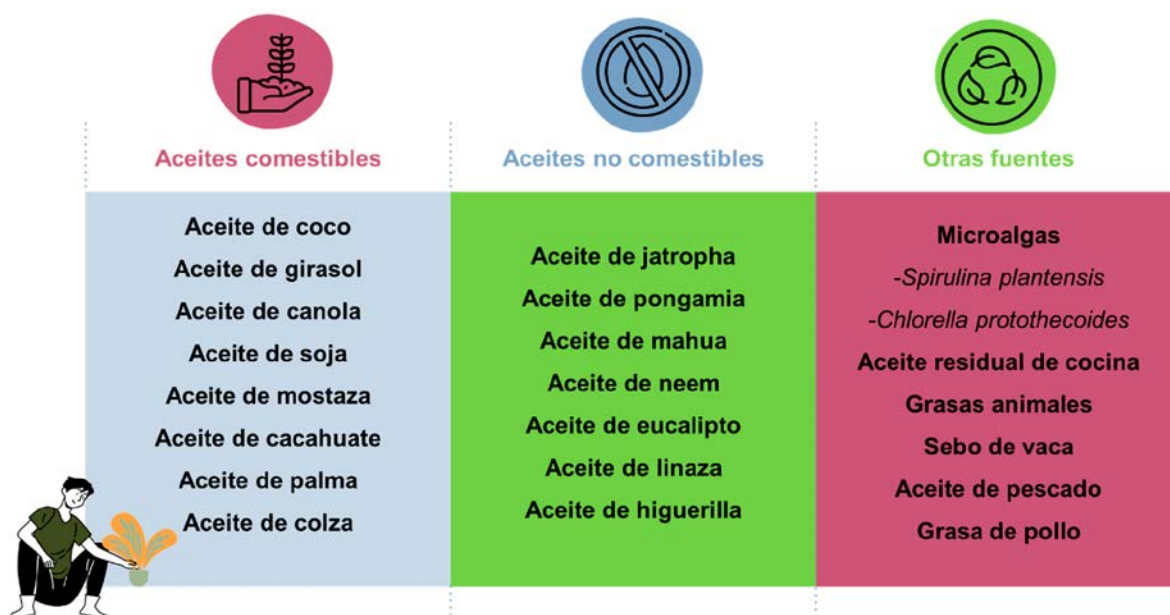 Aceites comestibles
Aceite de coco
Aceite de girasol
Aceite de canola
Aceite de soja
Aceite de mostaza
Aceite de cacahuate
Aceite de palma
Aceite de colza
Aceites no comestibles
Aceite de jatropha
Aceite de pongamia
Aceite de mahua
Aceite de neem
Aceite de eucalipto
Aceite de linaza
Aceite de higuerilla
Otras fuentes
Microalgas
-Spirulina plantensis
-Chlorella protothecoides
Aceite residual de cocina
Grasas animales
Sebo de vaca
Aceite de pescado
Grasa de pollo